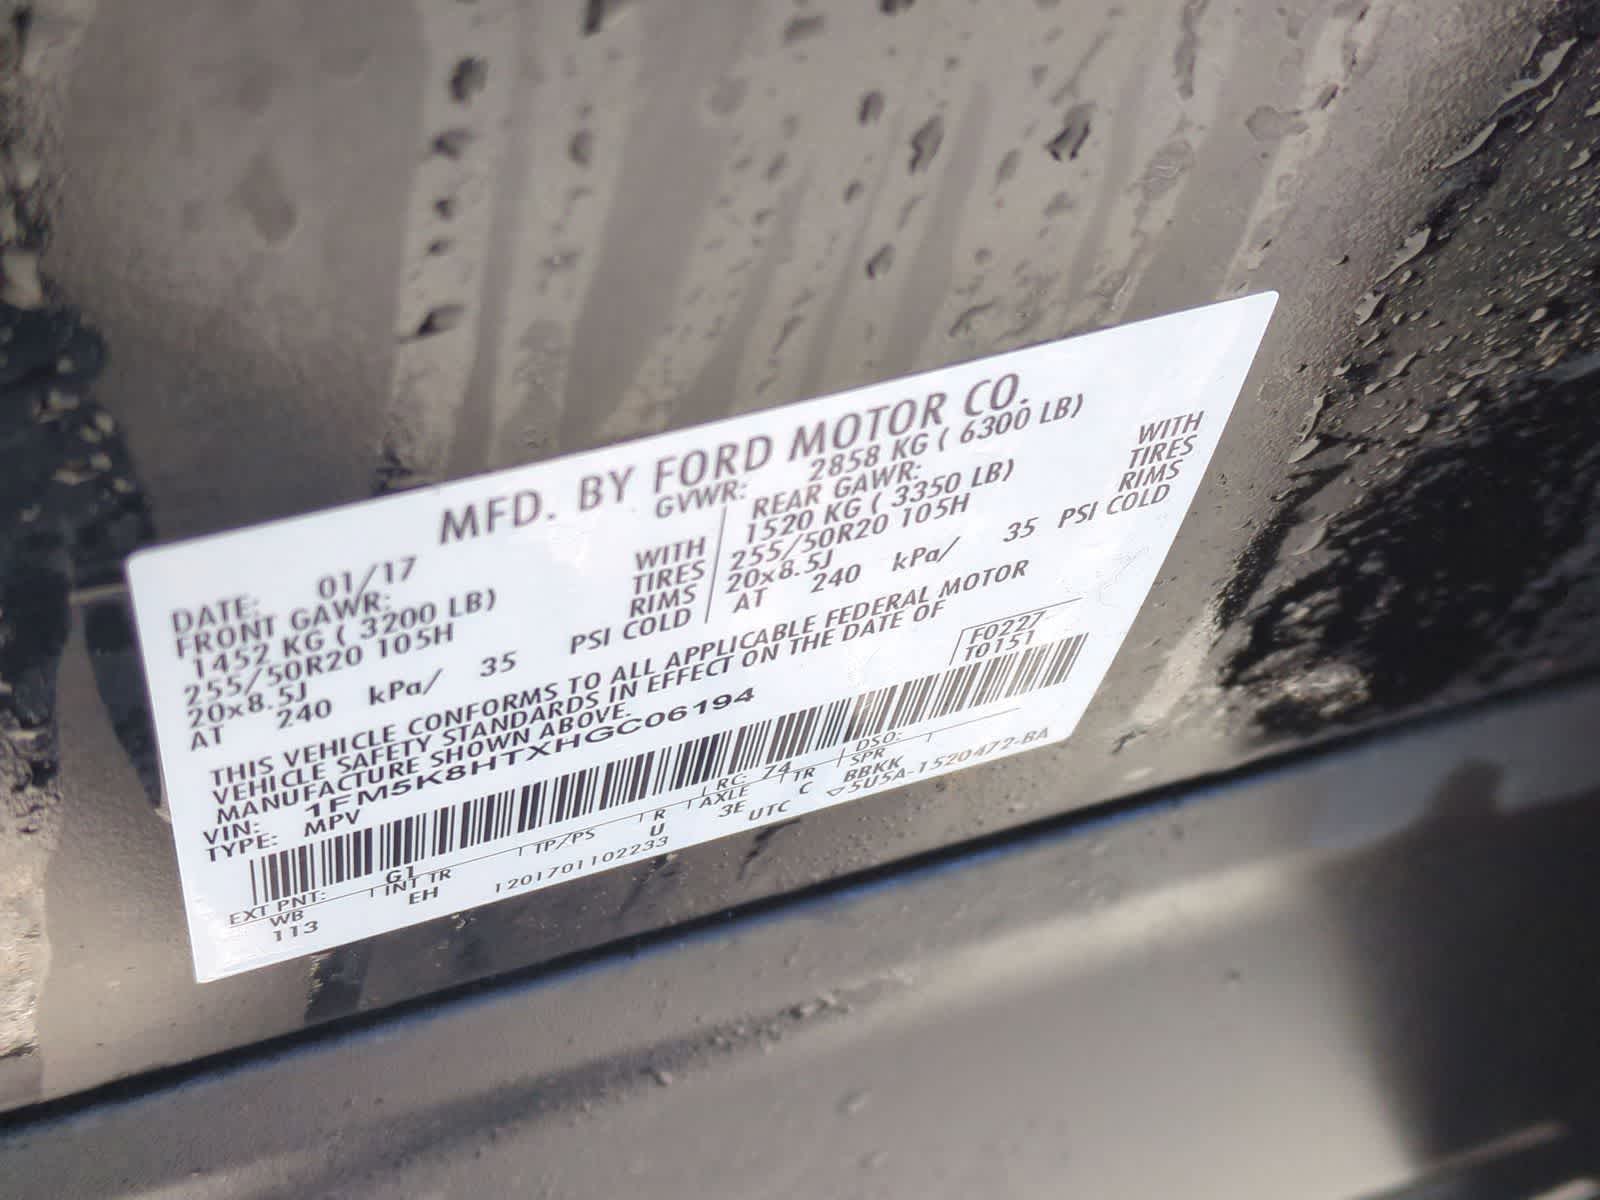 MFD. BY FORD MOTOR CO.
DATE: 01/17 GVWR: 2858 KG ( 6300 LB)
FRONT GAWR: REAR GAWR:
1452 KG ( 3200 LB) WITH 1520 KG ( 3350 LB) WITH
255/50R20 105H TIRES 255/50R20 105H TIRES
20x8.5J RIMS 20x8.5J RIMS
AT 240 kPa/ 35 PSI COLD AT 240 kPa/ 35 PSI COLD
THIS VEHICLE CONFORMS TO ALL APPLICABLE FEDERAL MOTOR
VEHICLE SAFETY STANDARDS IN EFFECT ON THE DATE OF
MANUFACTURE SHOWN ABOVE.
VIN: 1FM5K8HTXHGC06194 F0227
TYPE: MPV T0151
EXT PNT: G1 RC: 74 DSO:
WB INT TR TP/PS R AXLE TR SPR
113 EH U 3E C BBKK
1201701102233 UTC ▽5U5A-1520472-BA